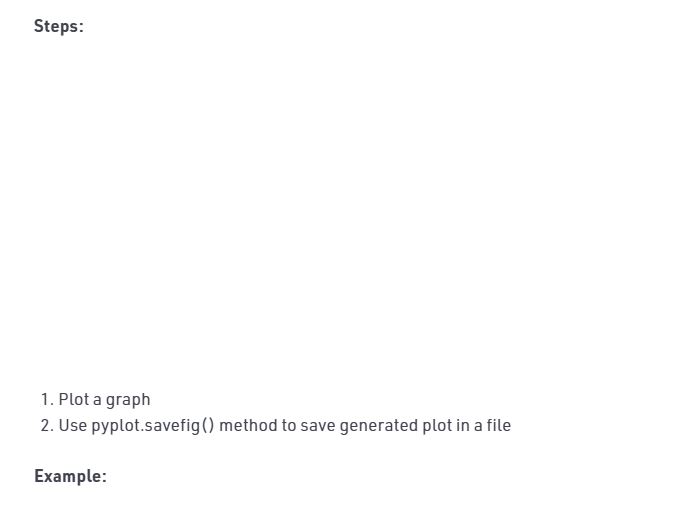 Steps:
1. Plot a graph
2. Use pyplot.savefig() method to save generated plot in a file
Example: